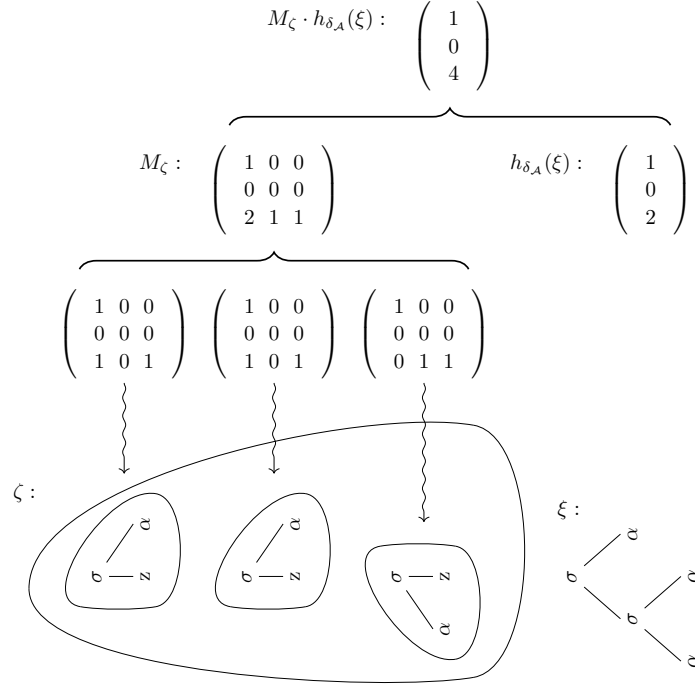 M_ζ · h_{δ_𝒜}(ξ) : ( 1 0 4 )
M_ζ : ( 1 0 0
0 0 0
2 1 1 )
h_{δ_𝒜}(ξ) : ( 1 0 2 )
( 1 0 0
0 0 0
1 0 1 )
( 1 0 0
0 0 0
1 0 1 )
( 1 0 0
0 0 0
0 1 1 )
ζ :
α
σ z
α
σ z
σ z
α
ξ :
α
σ
α
σ
α